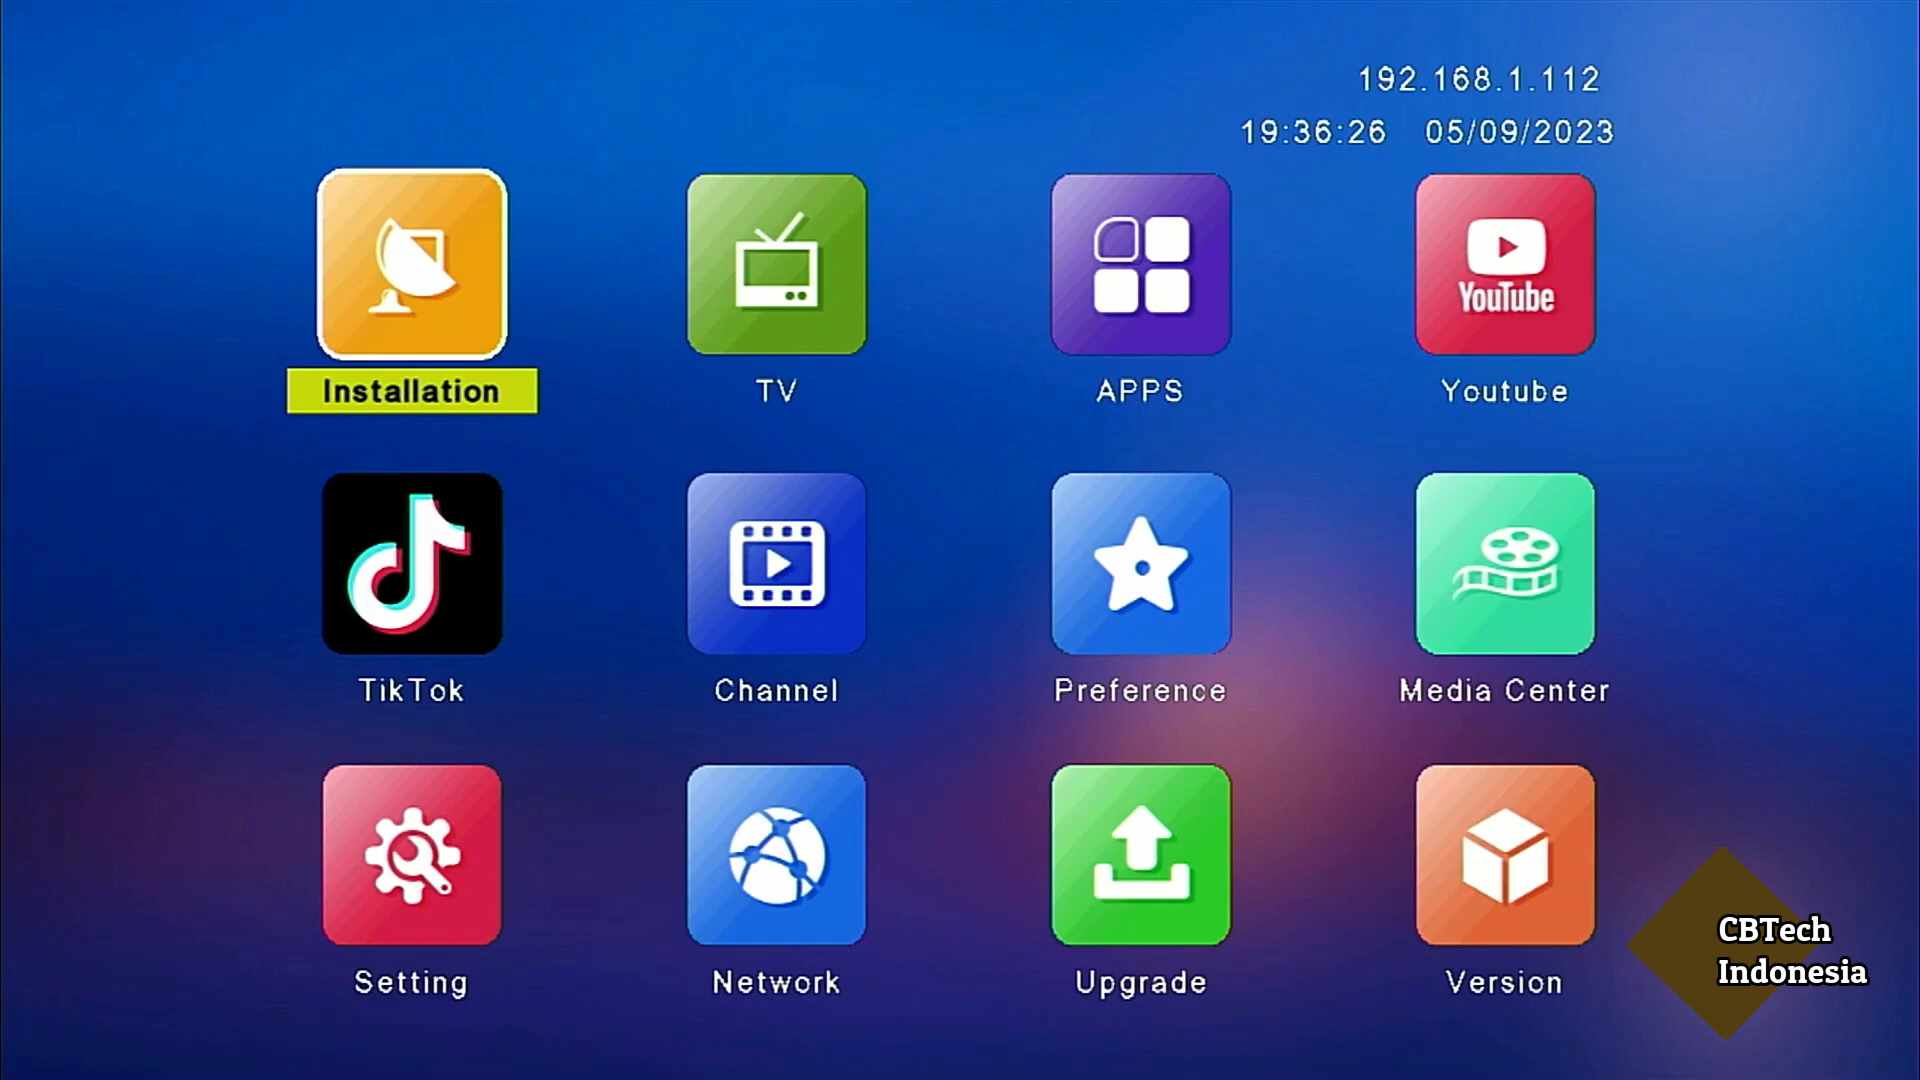 192.168.1.112
19:36:26 05/09/2023
YouTube
Installation
TV
APPS
Youtube
TikTok
Channel
Preference
Media Center
Setting
Network
Upgrade
Version
CBTech
Indonesia